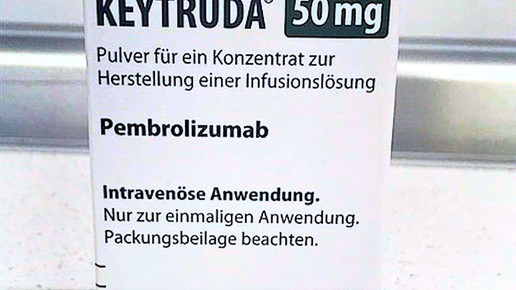 KEYTRUDA® 50 mg
Pulver für ein Konzentrat zur
Herstellung einer Infusionslösung
Pembrolizumab
Intravenöse Anwendung.
Nur zur einmaligen Anwendung.
Packungsbeilage beachten.